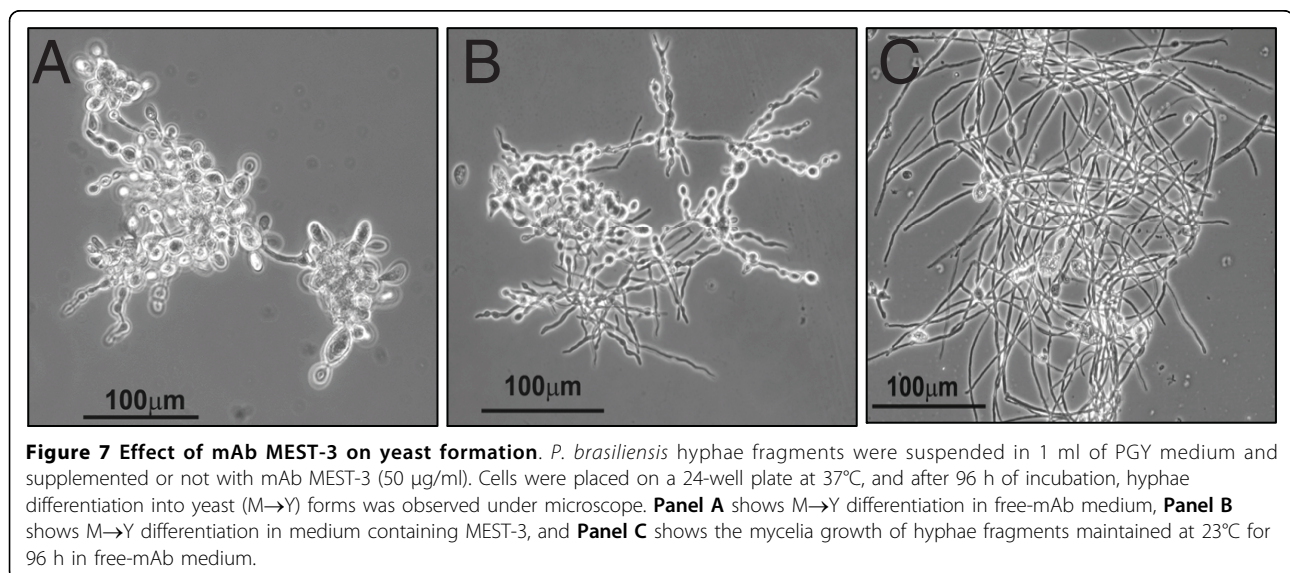 A
B
C
100µm
100µm
100µm
Figure 7 Effect of mAb MEST-3 on yeast formation. P. brasiliensis hyphae fragments were suspended in 1 ml of PGY medium and
supplemented or not with mAb MEST-3 (50 μg/ml). Cells were placed on a 24-well plate at 37°C, and after 96 h of incubation, hyphae
differentiation into yeast (M→Y) forms was observed under microscope. Panel A shows M→Y differentiation in free-mAb medium, Panel B
shows M→Y differentiation in medium containing MEST-3, and Panel C shows the mycelia growth of hyphae fragments maintained at 23°C for
96 h in free-mAb medium.